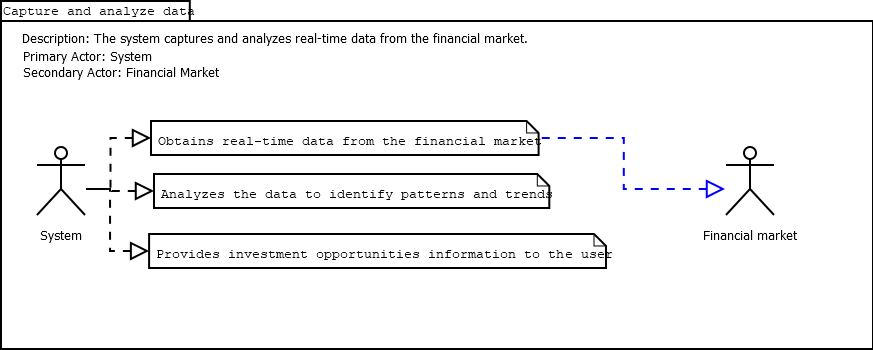 Capture and analyze data
Description: The system captures and analyzes real-time data from the financial market.
Primary Actor: System
Secondary Actor: Financial Market
Obtains real-time data from the financial market
Analyzes the data to identify patterns and trends
Provides investment opportunities information to the user
System
Financial market